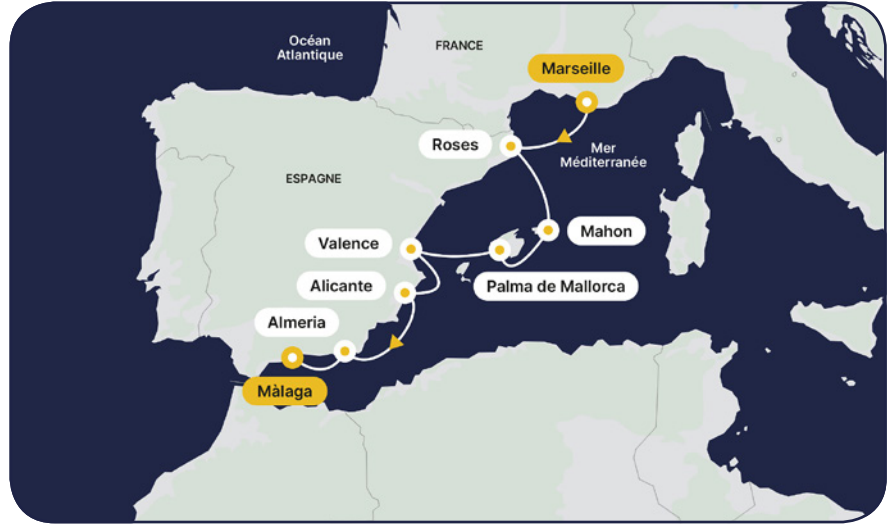 Océan
Atlantique
FRANCE
Marseille
Roses
Mer
Méditerranée
ESPAGNE
Mahon
Valence
Alicante
Palma de Mallorca
Almeria
Màlaga